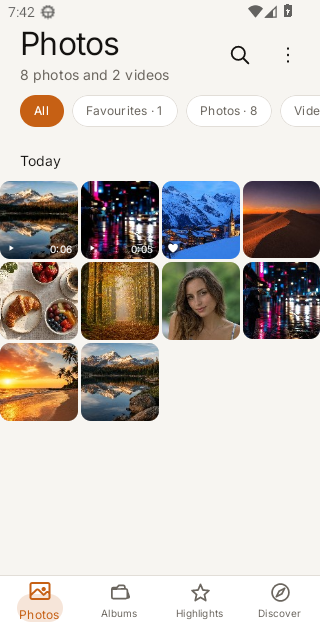 7:42
Photos
8 photos and 2 videos
All
Favourites · 1
Photos · 8
Vide
Today
0:06
0:05
Photos
Albums
Highlights
Discover